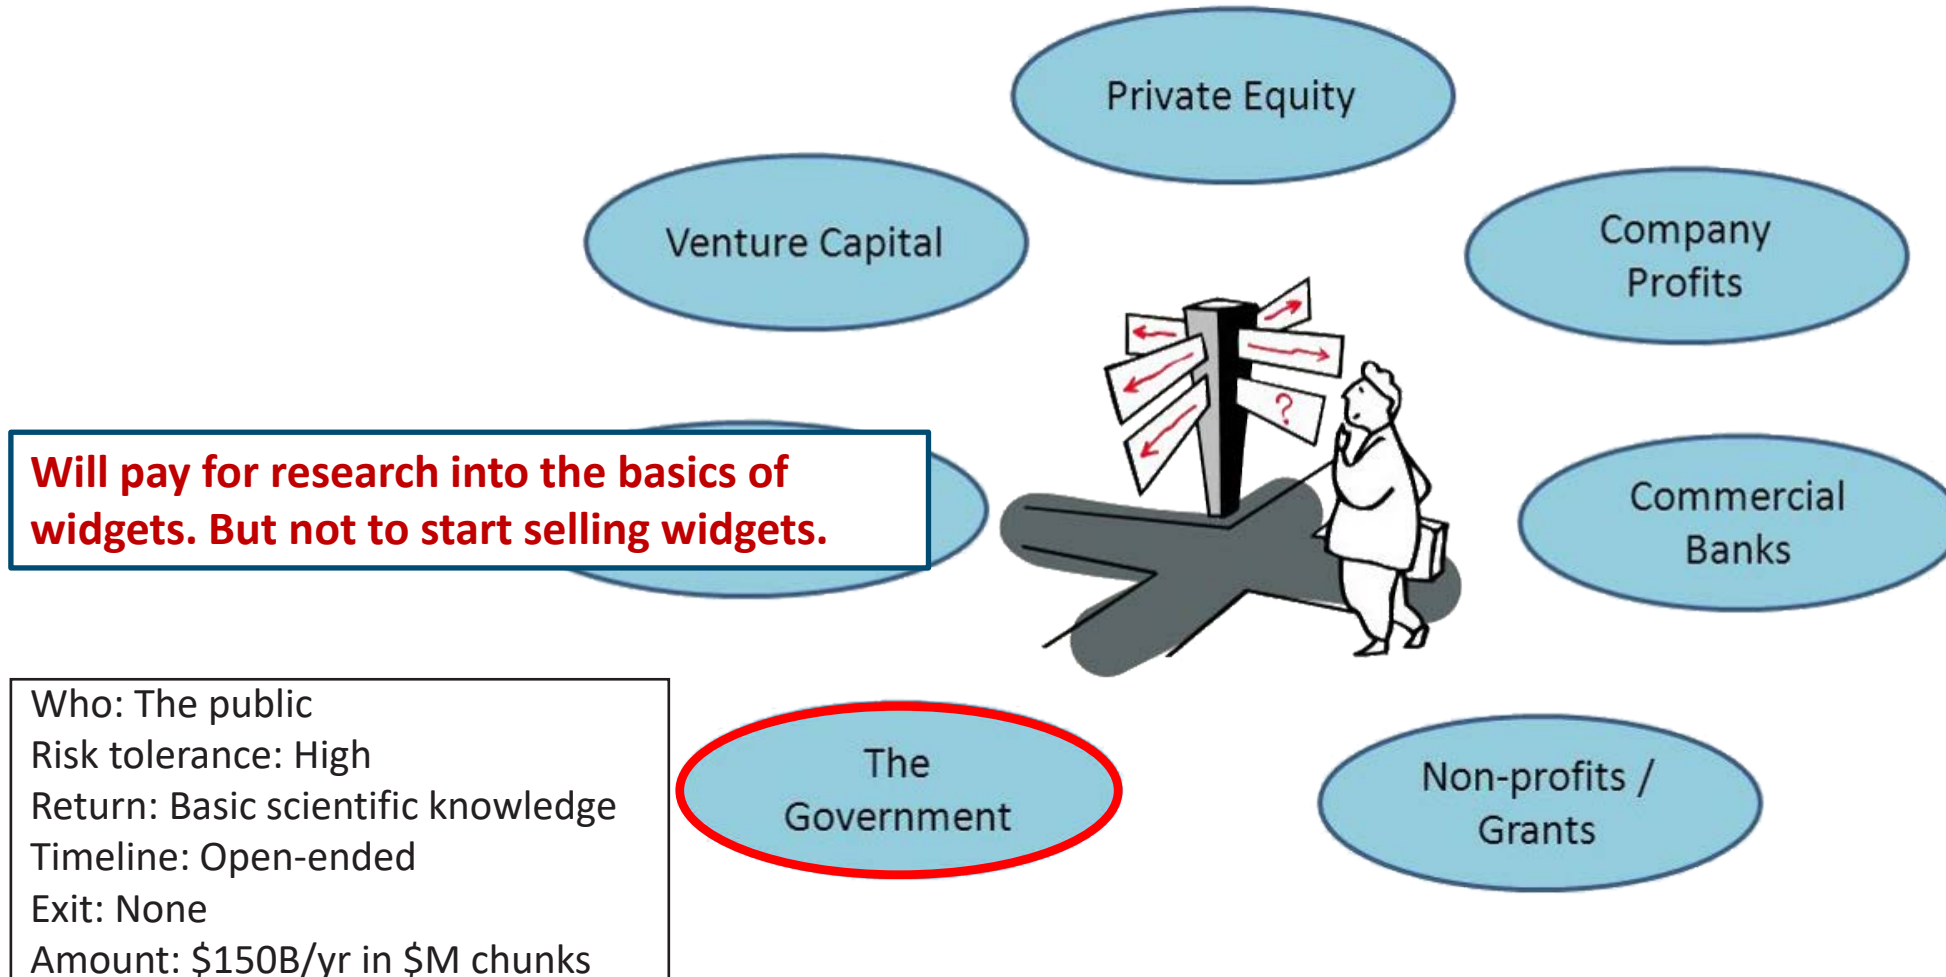 Private Equity
Venture Capital
Company
Profits
?
Will pay for research into the basics of
widgets. But not to start selling widgets.
Commercial
Banks
Who: The public
Risk tolerance: High
Return: Basic scientific knowledge
Timeline: Open-ended
Exit: None
Amount: $150B/yr in $M chunks
The
Government
Non-profits /
Grants